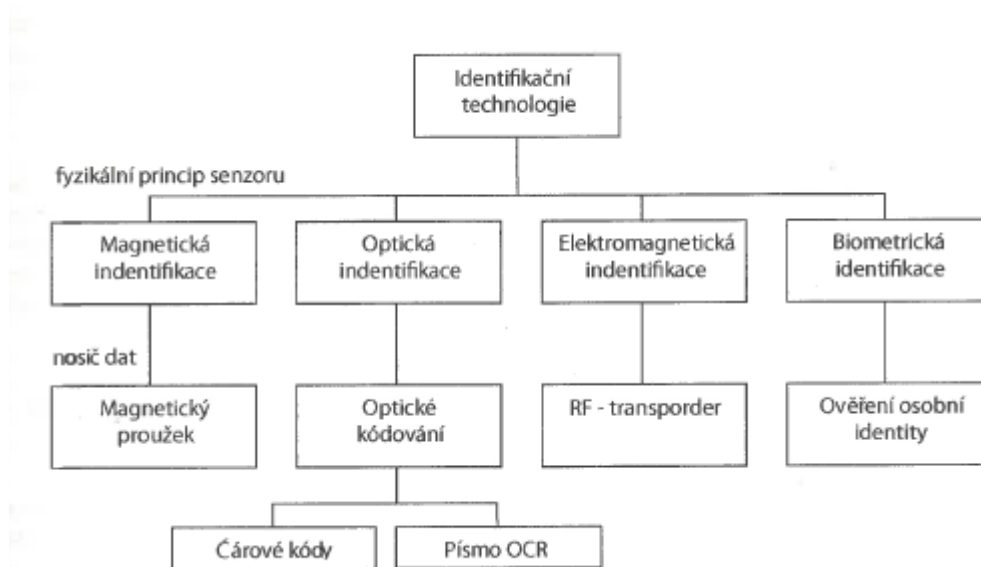 Identifikační
technologie
fyzikální princip senzoru
Magnetická
indentifikace
Optická
indentifikace
Elektromagnetická
indentifikace
Biometrická
identifikace
nosič dat
Magnetický
proužek
Optické
kódování
RF - transporder
Ověření osobní
identity
Čárové kódy
Písmo OCR